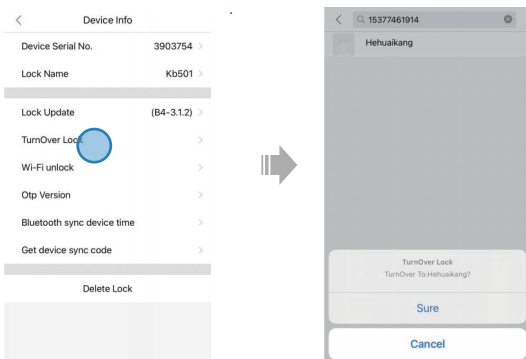 Device Info
Device Serial No. 3903754
Lock Name Kb501
Lock Update (B4-3.1.2)
TurnOver Lock
Wi-Fi unlock
Otp Version
Bluetooth sync device time
Get device sync code
Delete Lock
15377461914
Hehuaikang
TurnOver Lock
TurnOver To:Hehuaikang?
Sure
Cancel